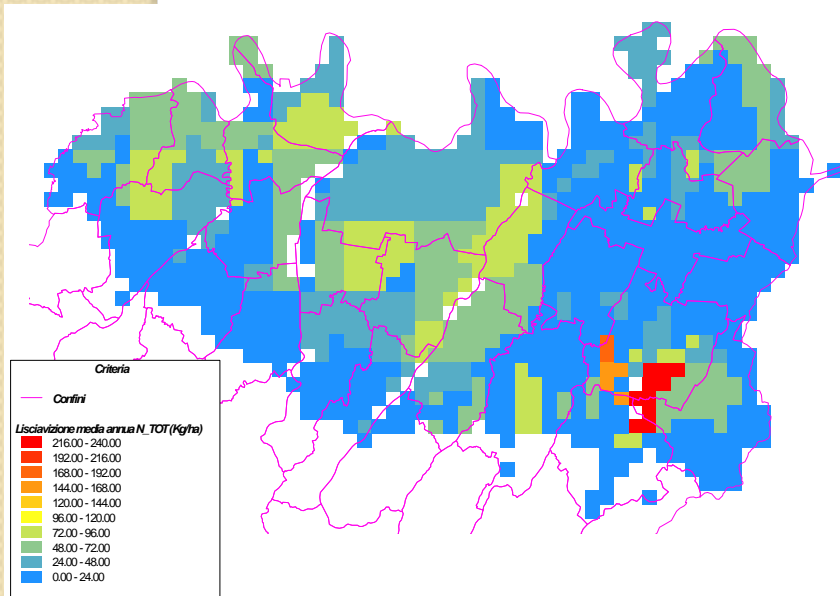 Criteria
Confini
Lisciavizione media annua N_TOT (Kg/ha)
216.00 - 240.00
192.00 - 216.00
168.00 - 192.00
144.00 - 168.00
120.00 - 144.00
96.00 - 120.00
72.00 - 96.00
48.00 - 72.00
24.00 - 48.00
0.00 - 24.00